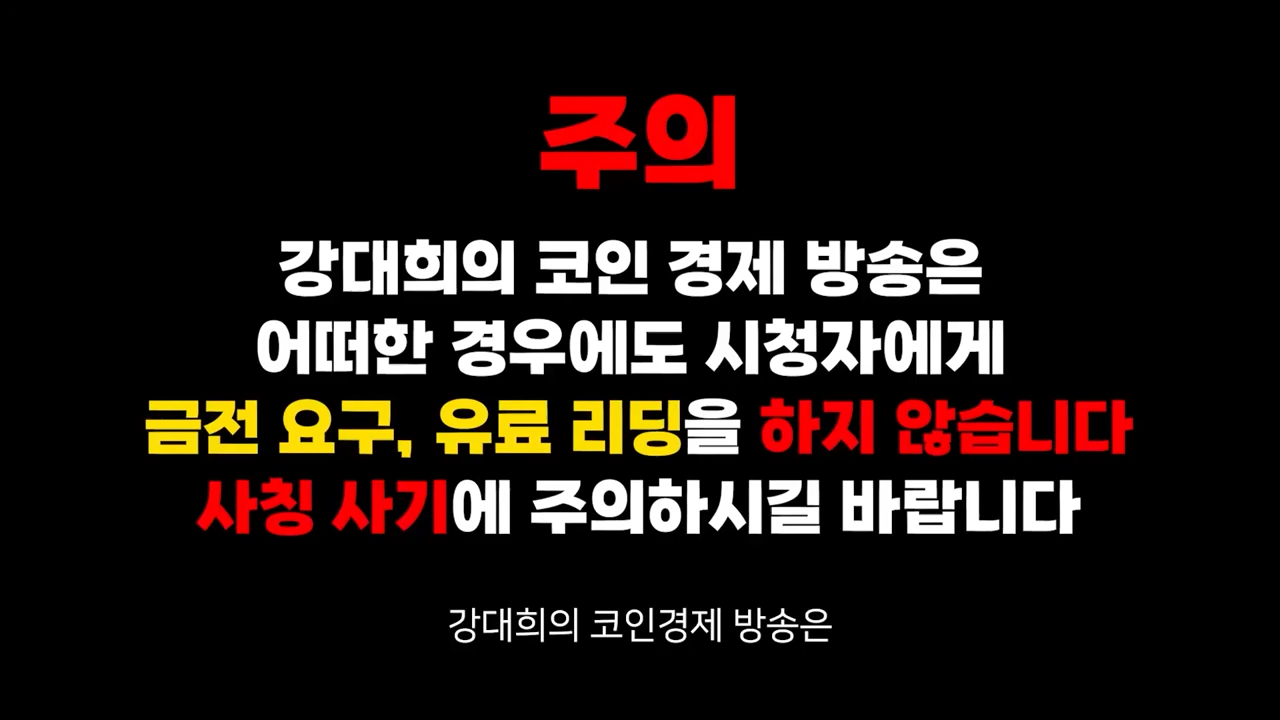 주의
강대희의 코인 경제 방송은
어떠한 경우에도 시청자에게
금전 요구, 유료 리딩을 하지 않습니다
사칭 사기에 주의하시길 바랍니다
강대희의 코인경제 방송은